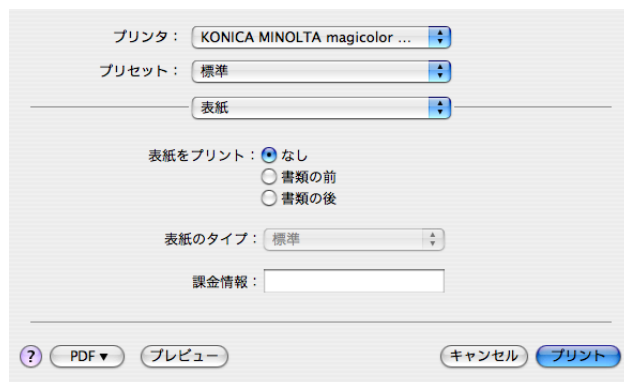 プリンタ： KONICA MINOLTA magicolor ...
プリセット： 標準
表紙
表紙をプリント： なし
書類の前
書類の後
表紙のタイプ： 標準
課金情報：
? PDF▼ プレビュー キャンセル プリント